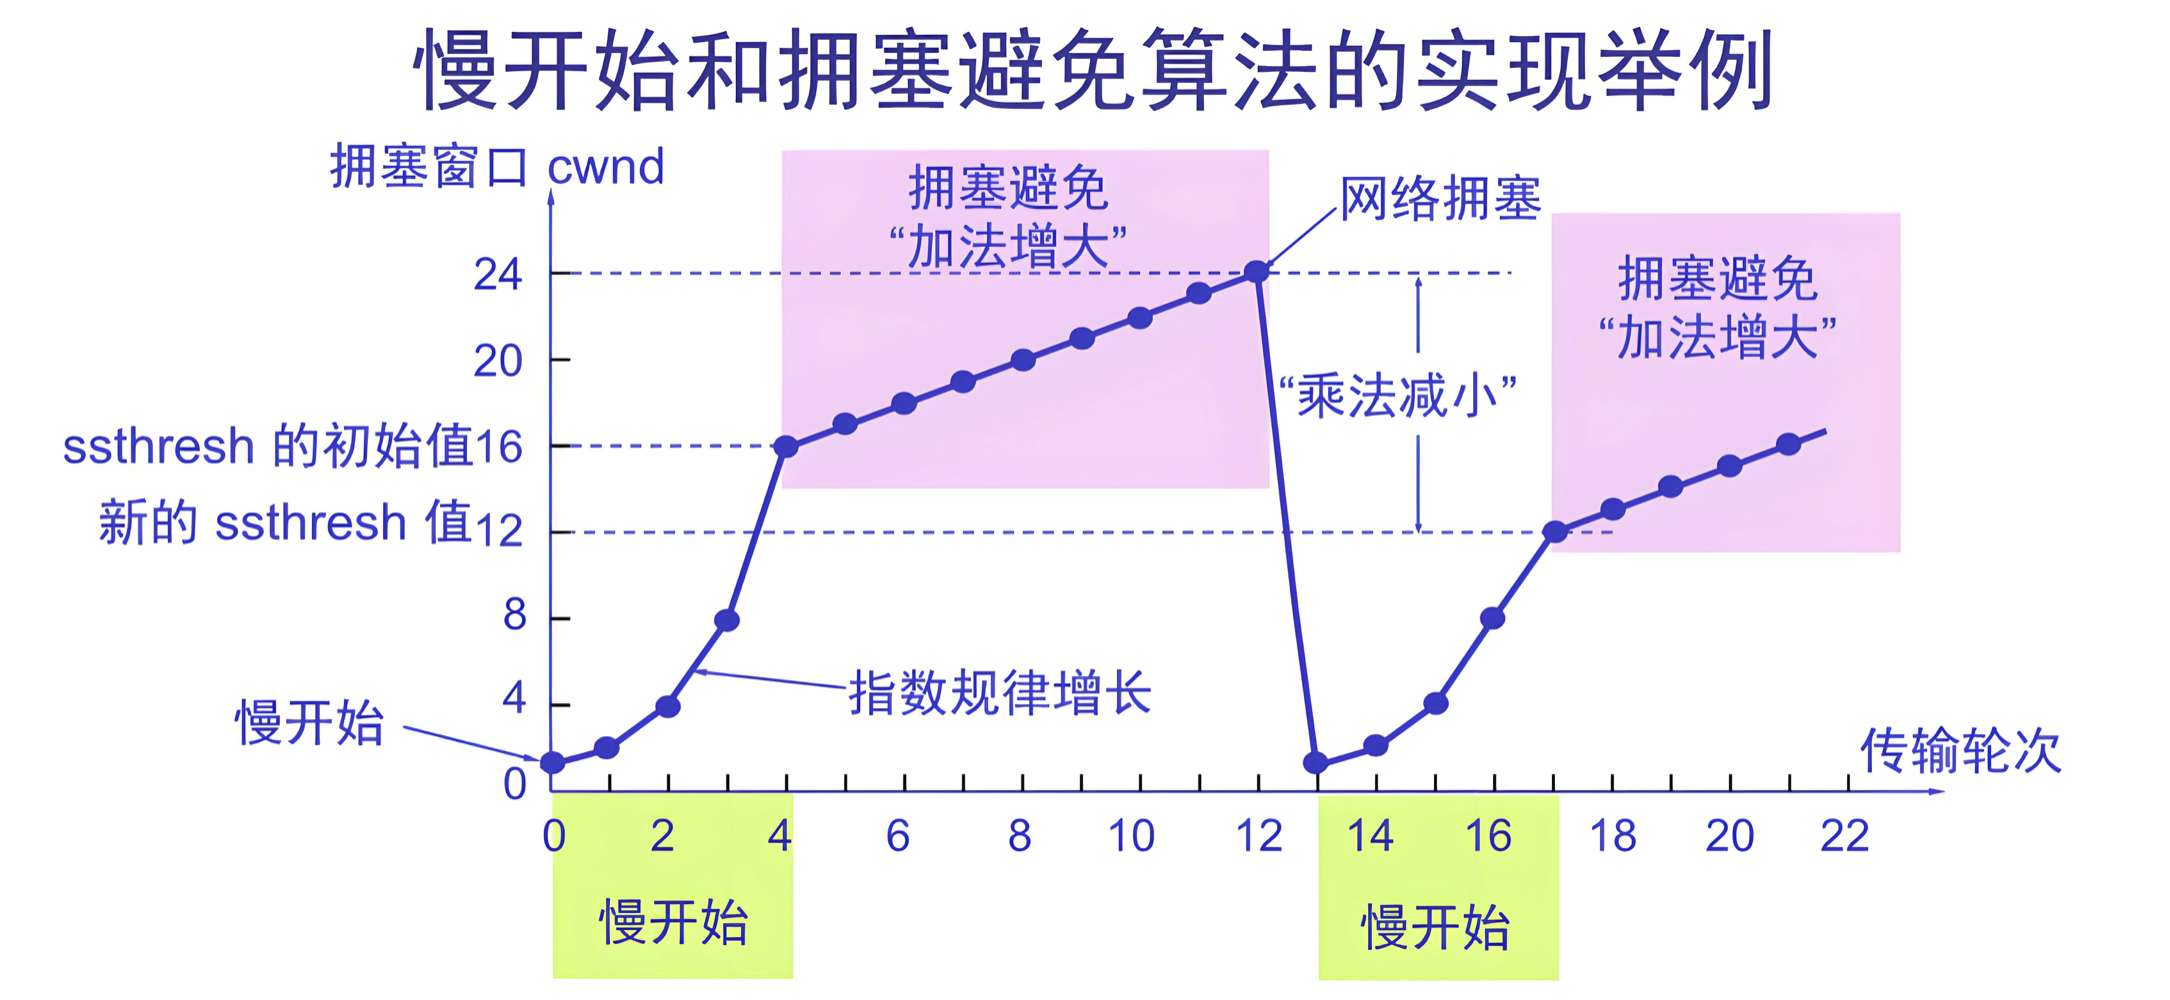 慢开始和拥塞避免算法的实现举例
拥塞窗口 cwnd
拥塞避免
“加法增大”
网络拥塞
拥塞避免
“加法增大”
24
20
“乘法减小”
ssthresh 的初始值16
新的 ssthresh 值12
8
指数规律增长
4
慢开始
传输轮次
0
0 2 4 6 8 10 12 14 16 18 20 22
慢开始
慢开始